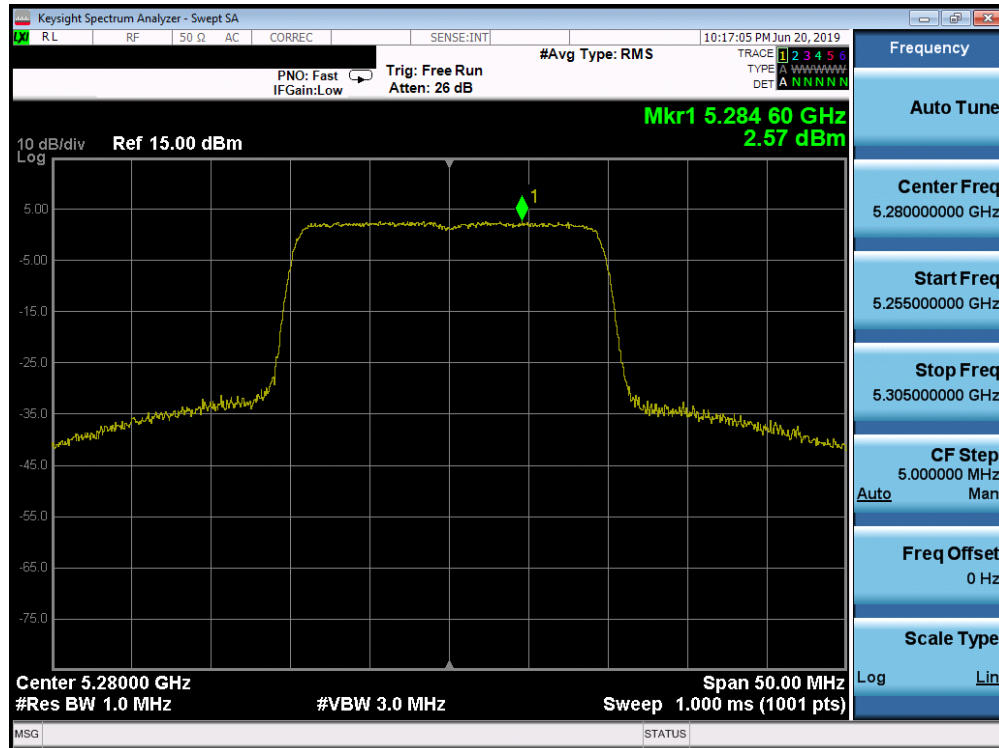 Keysight Spectrum Analyzer - Swept SA
LXI RL RF 50 Ω AC CORREC SENSE:INT 10:17:05 PM Jun 20, 2019
#Avg Type: RMS
TRACE 1 2 3 4 5 6
TYPE A WWWWW
DET A N N N N N
PNO: Fast
IFGain:Low
Trig: Free Run
Atten: 26 dB
Mkr1 5.284 60 GHz
2.57 dBm
10 dB/div Ref 15.00 dBm
Log
1
5.00
-5.00
-15.0
-25.0
-35.0
-45.0
-55.0
-65.0
-75.0
Center 5.28000 GHz Span 50.00 MHz
#Res BW 1.0 MHz #VBW 3.0 MHz Sweep 1.000 ms (1001 pts)
MSG STATUS
Frequency
Auto Tune
Center Freq
5.280000000 GHz
Start Freq
5.255000000 GHz
Stop Freq
5.305000000 GHz
CF Step
5.000000 MHz
Auto Man
Freq Offset
0 Hz
Scale Type
Log Lin